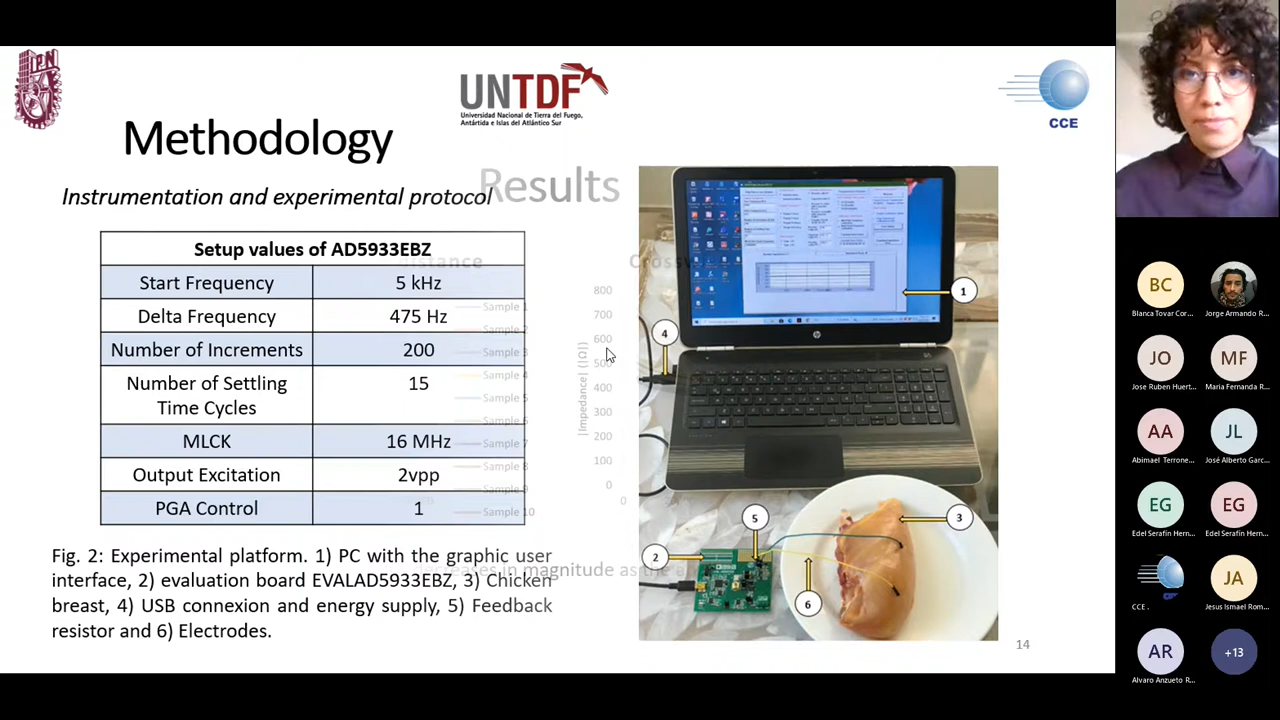 IPN
UNTDF
Universidad Nacional de Tierra del Fuego,
Antártida e Islas del Atlántico Sur
CCE
Methodology
Results
Instrumentation and experimental protocol
Setup values of AD5933EBZ
Start Frequency 5 kHz
Delta Frequency 475 Hz
Number of Increments 200
Number of Settling Time Cycles 15
MLCK 16 MHz
Output Excitation 2vpp
PGA Control 1
Sample 1
Sample 2
Sample 3
Sample 4
Sample 5
Sample 6
Sample 7
Sample 8
Sample 9
Sample 10
|Impedance| (|Ω|)
800
700
600
500
400
300
200
100
0
0
Fig. 2: Experimental platform. 1) PC with the graphic user
interface, 2) evaluation board EVALAD5933EBZ, 3) Chicken
breast, 4) USB connexion and energy supply, 5) Feedback
resistor and 6) Electrodes.
increases in magnitude as the
1
4
hp
5
3
2
6
14
BC
Blanca Tovar Cor...
Jorge Armando R...
JO
Jose Ruben Huert...
MF
Maria Fernanda R...
AA
Abimael Terrone...
JL
José Alberto Garc...
EG
Edel Serafin Hern...
EG
Edel Serafin Hern...
CCE .
JA
Jesus Ismael Rom...
AR
Alvaro Anzueto R...
+13